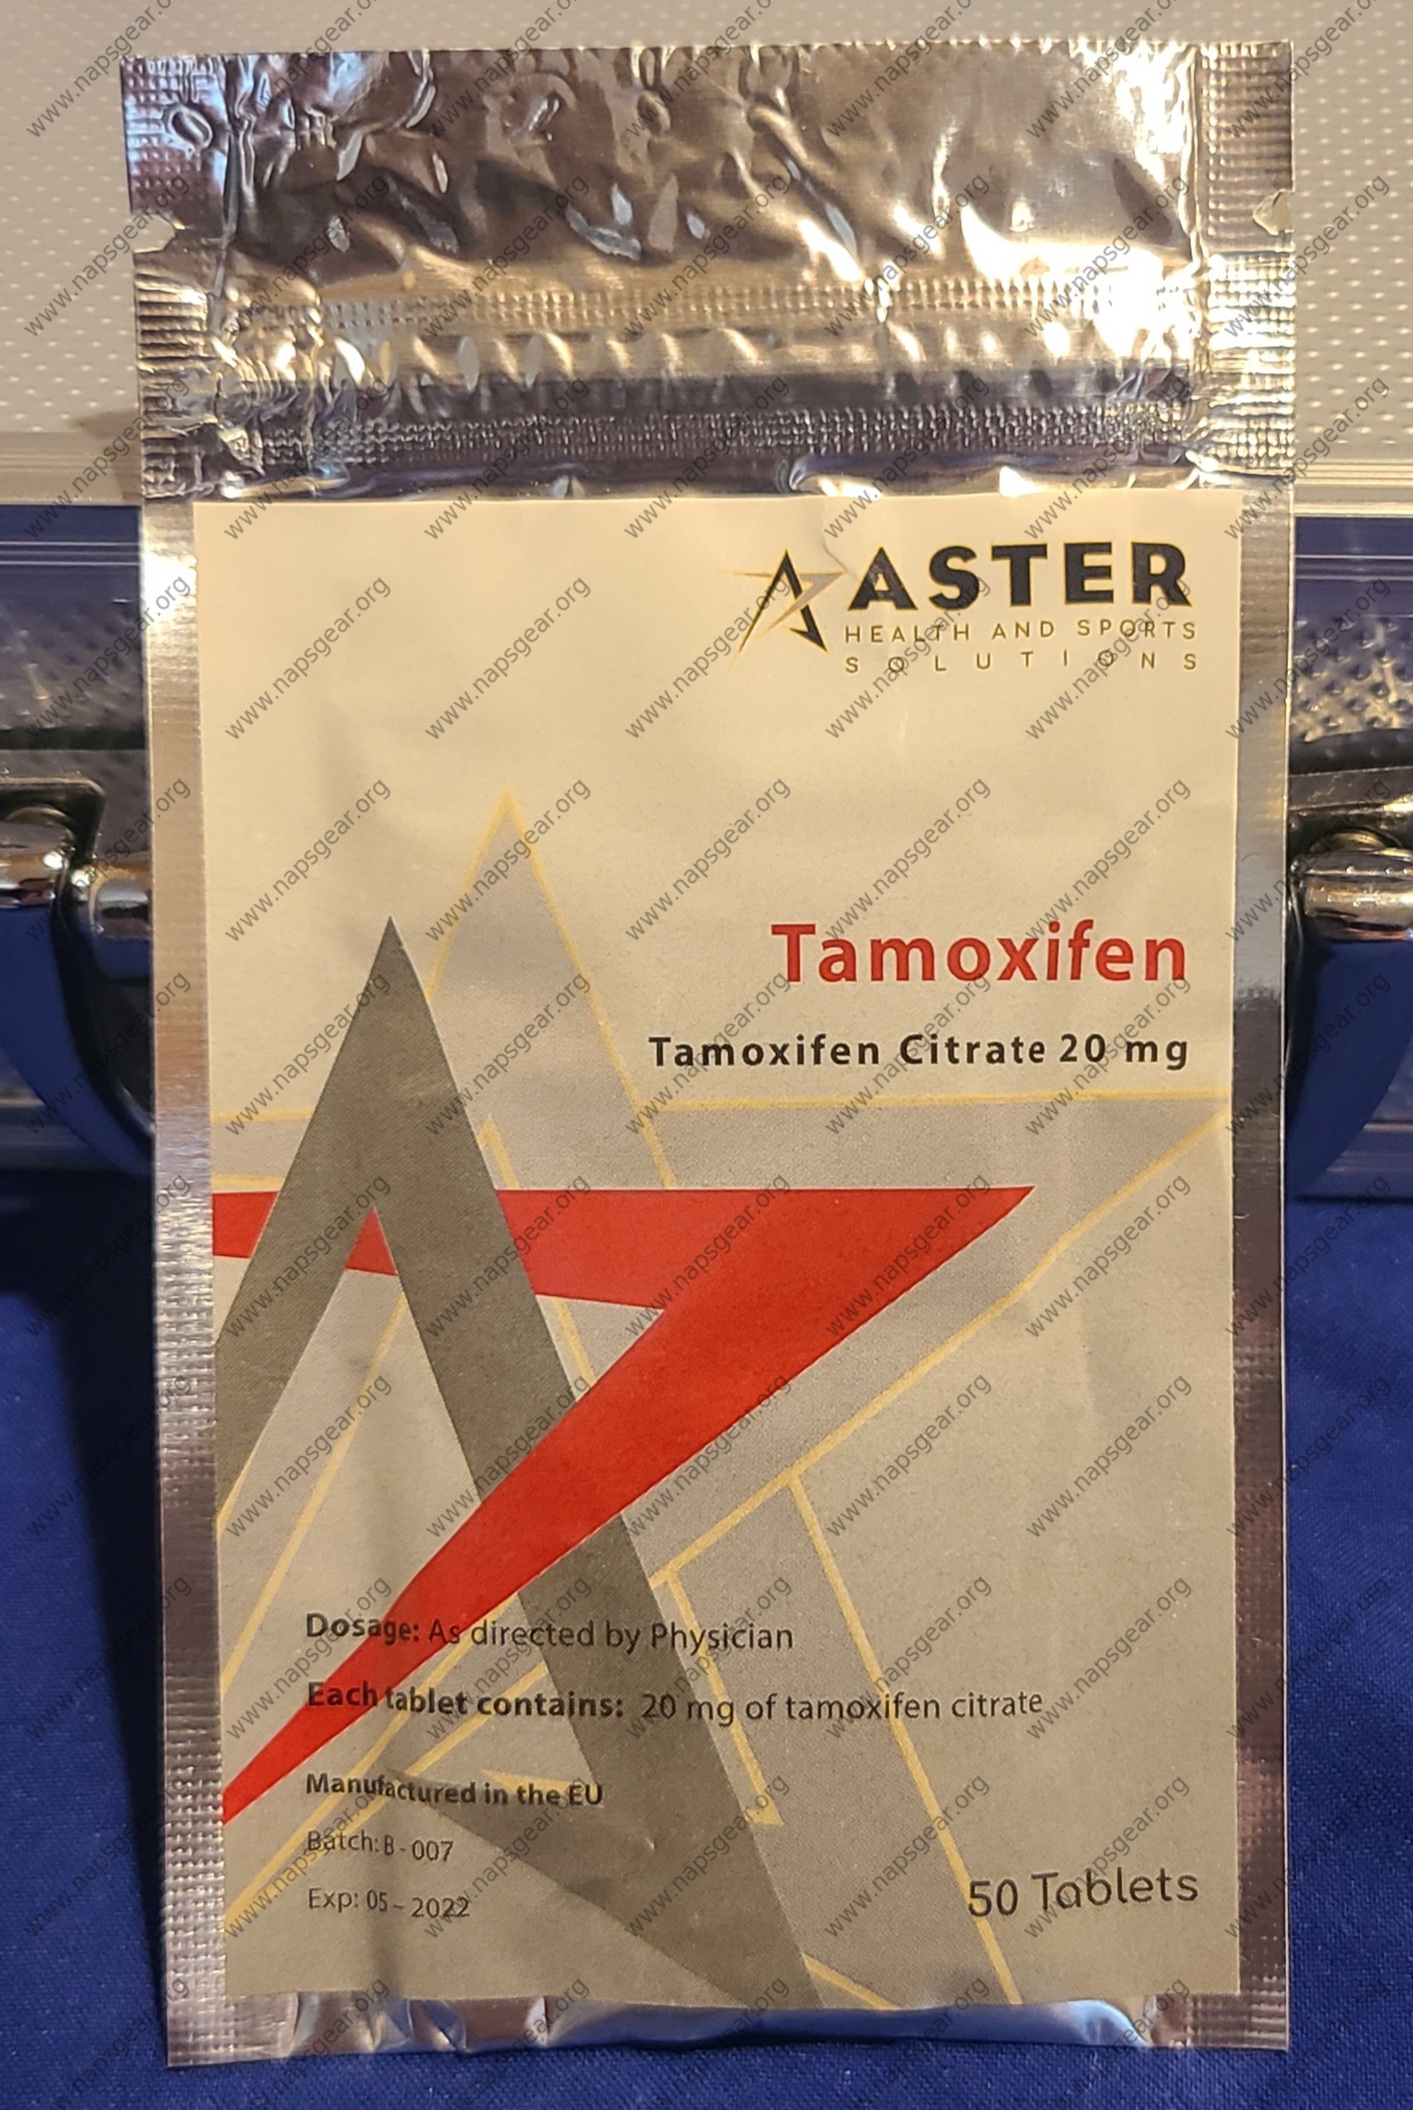 ASTER
HEALTH AND SPORTS
SOLUTIONS
Tamoxifen
Tamoxifen Citrate 20 mg
Dosage: As directed by Physician
Each tablet contains: 20 mg of tamoxifen citrate
Manufactured in the EU
Batch: B-007
Exp: 05-2022
50 Tablets
www.napsgear.org